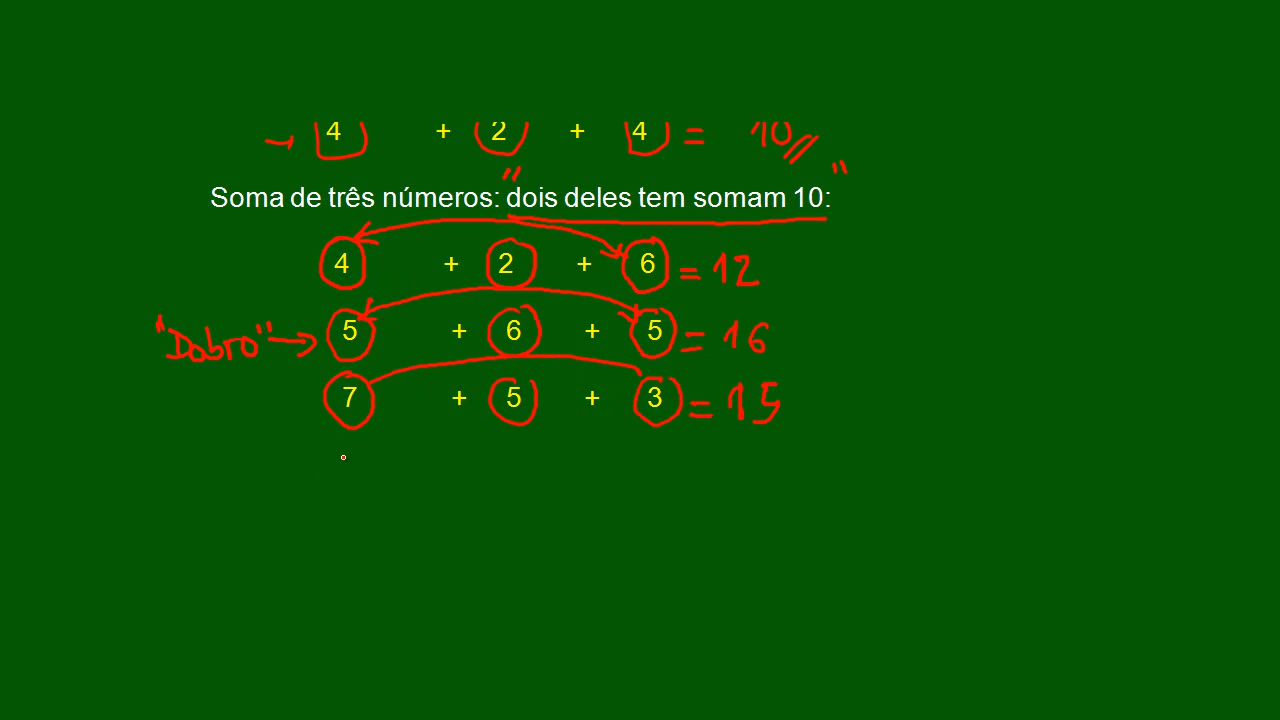 4 + 2 + 4 = 10
Soma de três números: "dois deles tem somam 10:"
4 + 2 + 6 = 12
"Dobro" → 5 + 6 + 5 = 16
7 + 5 + 3 = 15